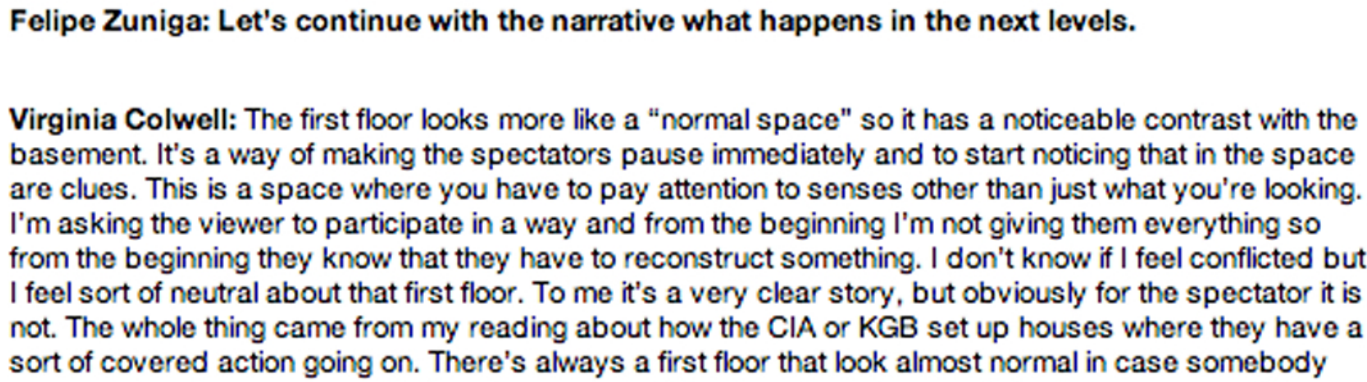 Felipe Zuniga: Let's continue with the narrative what happens in the next levels.
Virginia Colwell: The first floor looks more like a “normal space” so it has a noticeable contrast with the
basement. It's a way of making the spectators pause immediately and to start noticing that in the space
are clues. This is a space where you have to pay attention to senses other than just what you're looking.
I'm asking the viewer to participate in a way and from the beginning I'm not giving them everything so
from the beginning they know that they have to reconstruct something. I don't know if I feel conflicted but
I feel sort of neutral about that first floor. To me it's a very clear story, but obviously for the spectator it is
not. The whole thing came from my reading about how the CIA or KGB set up houses where they have a
sort of covered action going on. There's always a first floor that look almost normal in case somebody